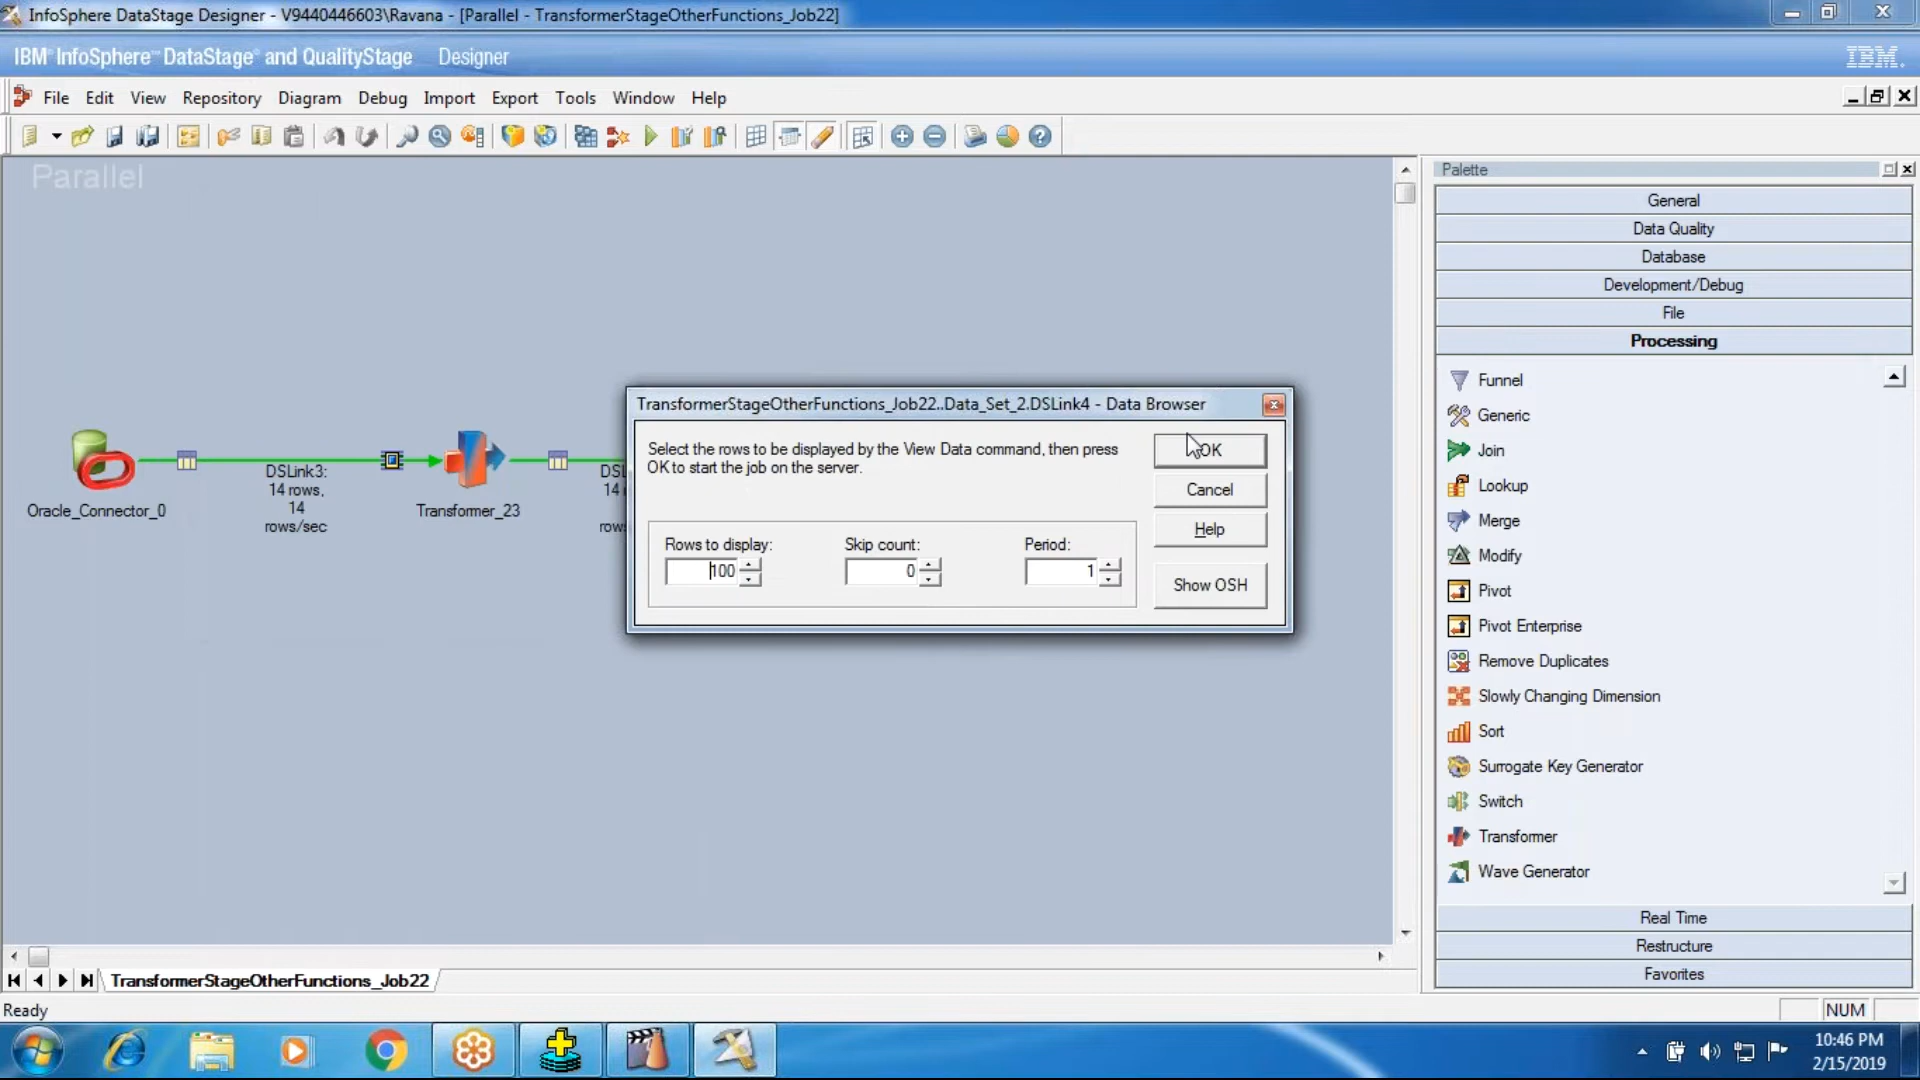 InfoSphere DataStage Designer - V9440446603\Ravana - [Parallel - TransformerStageOtherFunctions_Job22]
IBM InfoSphere DataStage and QualityStage Designer
IBM.
File Edit View Repository Diagram Debug Import Export Tools Window Help
Parallel
Oracle_Connector_0
DSLink3:
14 rows,
14
rows/sec
Transformer_23
DSL
14
rows
TransformerStageOtherFunctions_Job22..Data_Set_2.DSLink4 - Data Browser
Select the rows to be displayed by the View Data command, then press
OK to start the job on the server.
OK
Cancel
Help
Show OSH
Rows to display: Skip count: Period:
100 0 1
Palette
General
Data Quality
Database
Development/Debug
File
Processing
Funnel
Generic
Join
Lookup
Merge
Modify
Pivot
Pivot Enterprise
Remove Duplicates
Slowly Changing Dimension
Sort
Surrogate Key Generator
Switch
Transformer
Wave Generator
Real Time
Restructure
Favorites
TransformerStageOtherFunctions_Job22
Ready
NUM
10:46 PM
2/15/2019